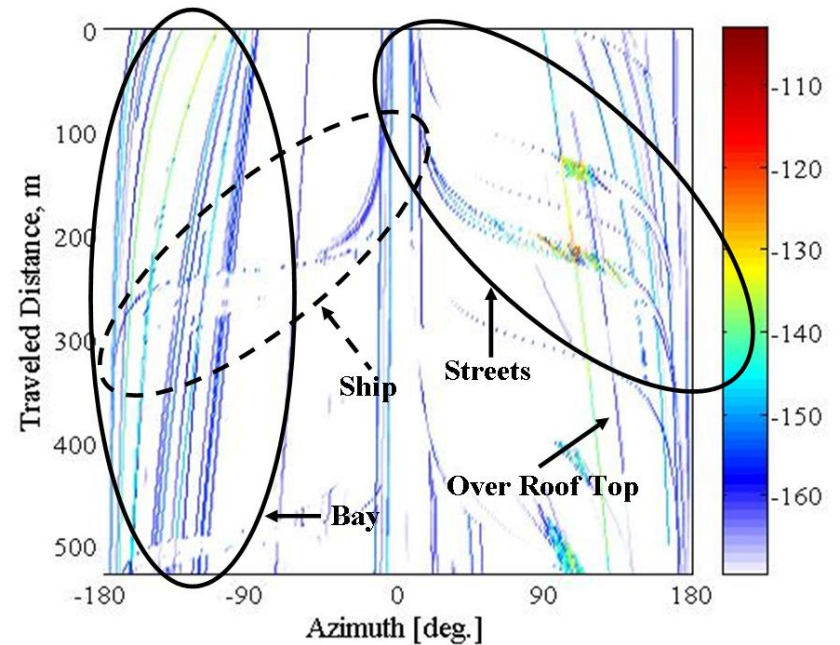 0
100
200
300
400
500
Traveled Distance, m
-180
-90
0
90
180
Azimuth [deg.]
Ship
Streets
Over Roof Top
Bay
-110
-120
-130
-140
-150
-160